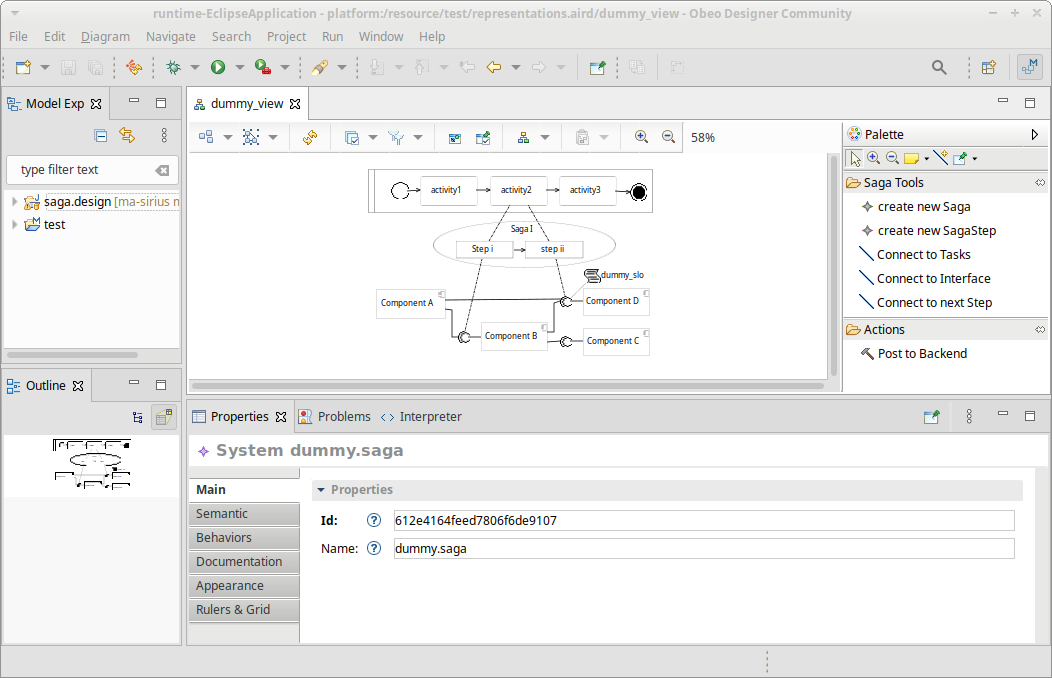 runtime-EclipseApplication - platform:/resource/test/representations.aird/dummy_view - Obeo Designer Community
File Edit Diagram Navigate Search Project Run Window Help
Model Exp
type filter text
saga.design [ma-sirius m
test
Outline
dummy_view
58%
activity1 activity2 activity3
Saga I
Step i step ii
dummy_slo
Component A Component D
Component B Component C
Palette
Saga Tools
create new Saga
create new SagaStep
Connect to Tasks
Connect to Interface
Connect to next Step
Actions
Post to Backend
Properties Problems Interpreter
System dummy.saga
Main
Semantic
Behaviors
Documentation
Appearance
Rulers & Grid
Properties
Id: ? 612e4164feed7806f6de9107
Name: ? dummy.saga